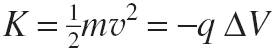 K = ½mv² = −q ΔV